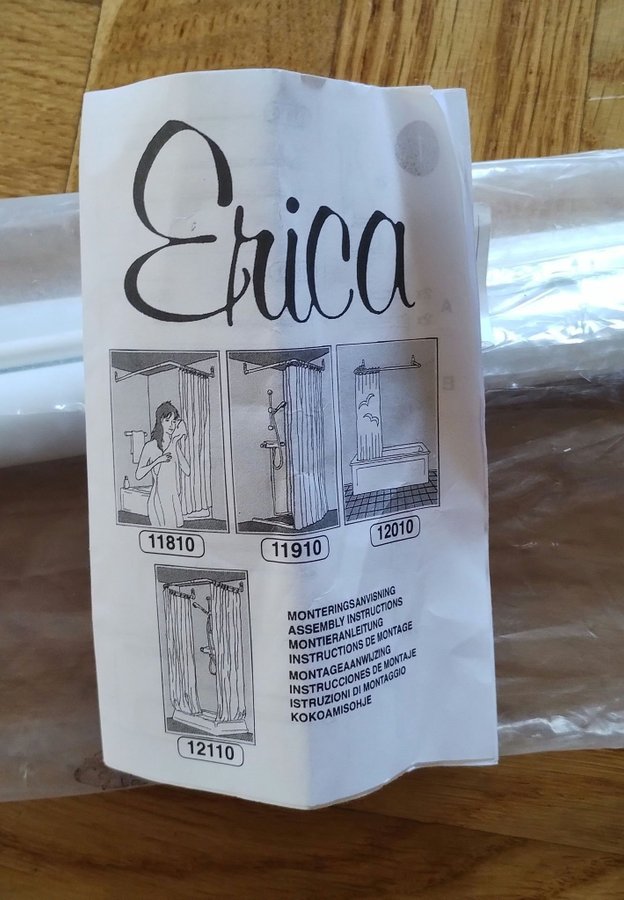 Erica
11810
11910
12010
12110
MONTERINGSANVISNING
ASSEMBLY INSTRUCTIONS
MONTIERANLEITUNG
INSTRUCTIONS DE MONTAGE
MONTAGEAANWIJZING
INSTRUCCIONES DE MONTAJE
ISTRUZIONI DI MONTAGGIO
KOKOAMISOHJE